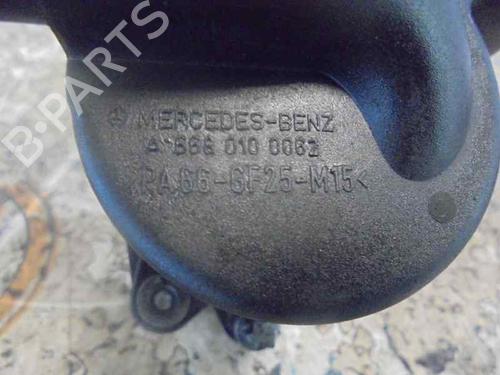 B-PARTS
MERCEDES-BENZ
A 668 010 0062
PA66-GF25-M15<